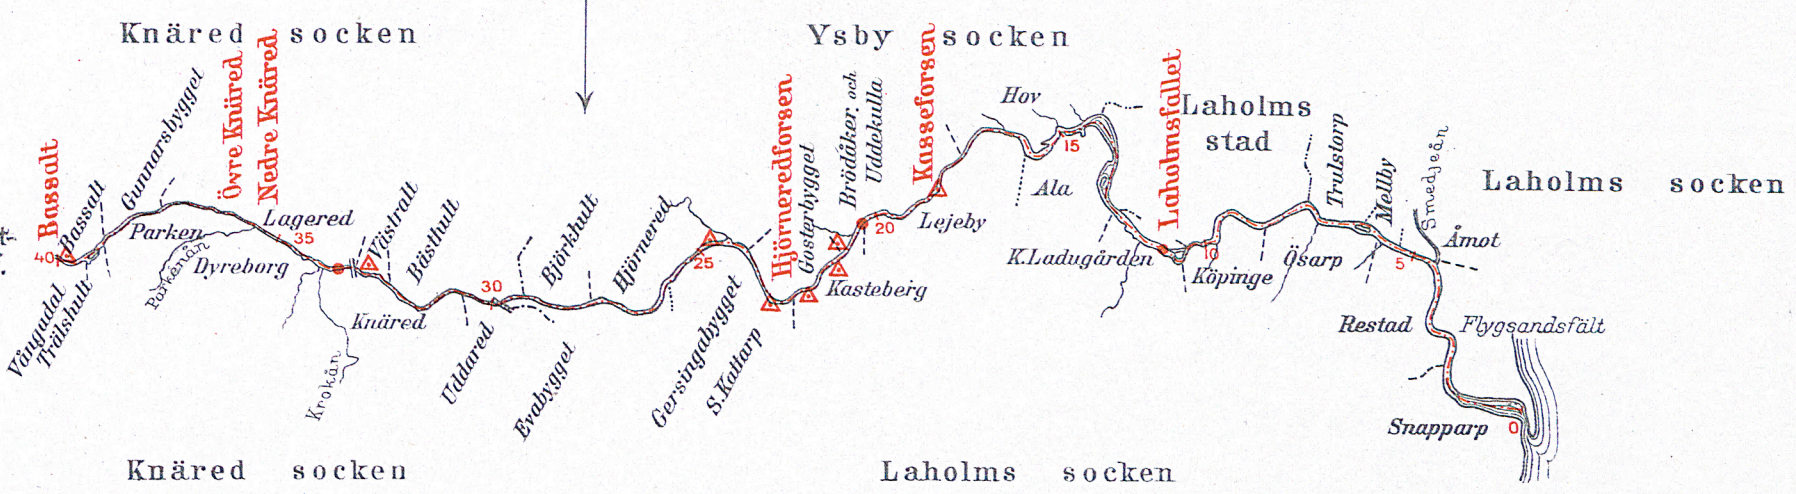 Knäred socken
Ysby socken
Laholms
stad
Laholms socken
Bassalt
Bassalt
Gunnarsbygget
Övre Knäred
Nedre Knäred
Parken
Lagered
35
40
Vångadal
Trälshult
Parkenån
Dyreborg
Krokån
Knäred
Västralt
Bästhult
30
Uddared
Björkhult
Evabygget
Hjörnered
25
Gersingabygget
S. Kattarp
Hjörneredforsen
Gosterbygget
Brödåker och
Uddekulla
Kasteberg
20
Kasseforsen
Lejeby
Hov
15
Ala
K. Ladugården
Laholmsfallet
10
Köpinge
Ösarp
Trulstorp
Mellby
5
Smedjeån
Åmot
Restad
Flygsandsfält
Snapparp
0
Knäred socken
Laholms socken